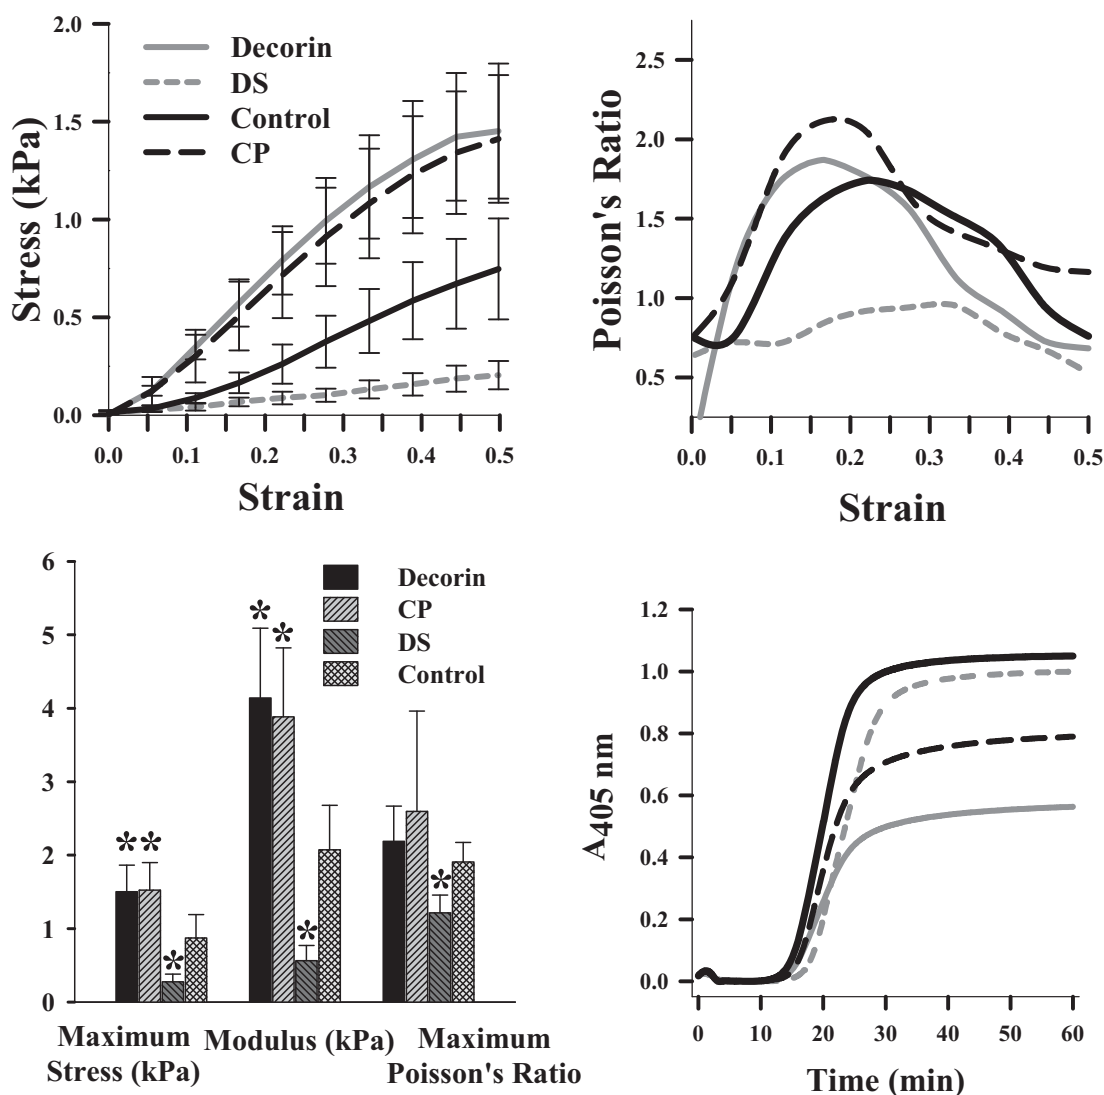 2.0
1.5
1.0
0.5
0.0
Stress (kPa)
Decorin
DS
Control
CP
0.0 0.1 0.2 0.3 0.4 0.5
Strain
2.5
2.0
1.5
1.0
0.5
Poisson's Ratio
0.0 0.1 0.2 0.3 0.4 0.5
Strain
6
5
4
3
2
1
0
Decorin
CP
DS
Control
* *
*
* *
*
*
Maximum
Stress (kPa)
Modulus (kPa)
Maximum
Poisson's Ratio
1.2
1.0
0.8
0.6
0.4
0.2
0.0
A405 nm
0 10 20 30 40 50 60
Time (min)